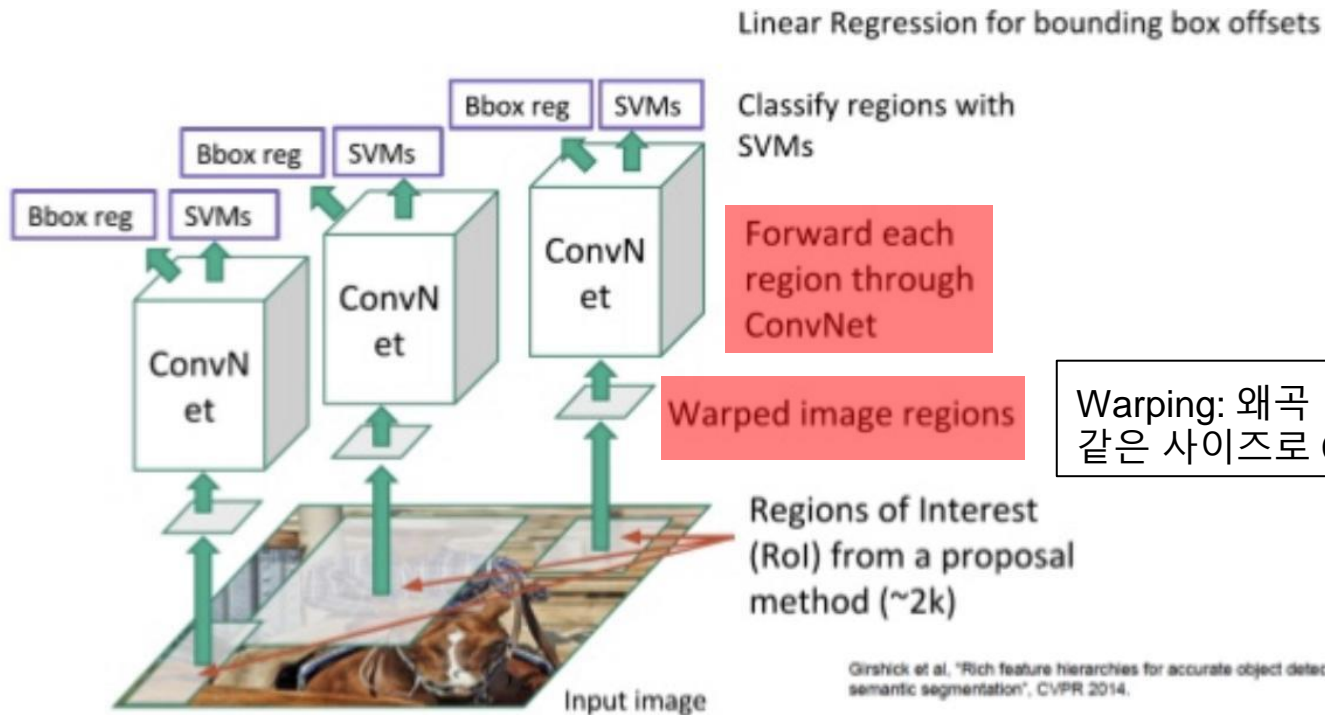 Linear Regression for bounding box offsets
Bbox reg
SVMs
Classify regions with
SVMs
Bbox reg
SVMs
Bbox reg
SVMs
Forward each
region through
ConvNet
ConvN
et
ConvN
et
ConvN
et
Warped image regions
Warping: 왜곡
같은 사이즈로
Regions of Interest
(RoI) from a proposal
method (~2k)
Input image
Girshick et al, "Rich feature hierarchies for accurate object
semantic segmentation", CVPR 2014.